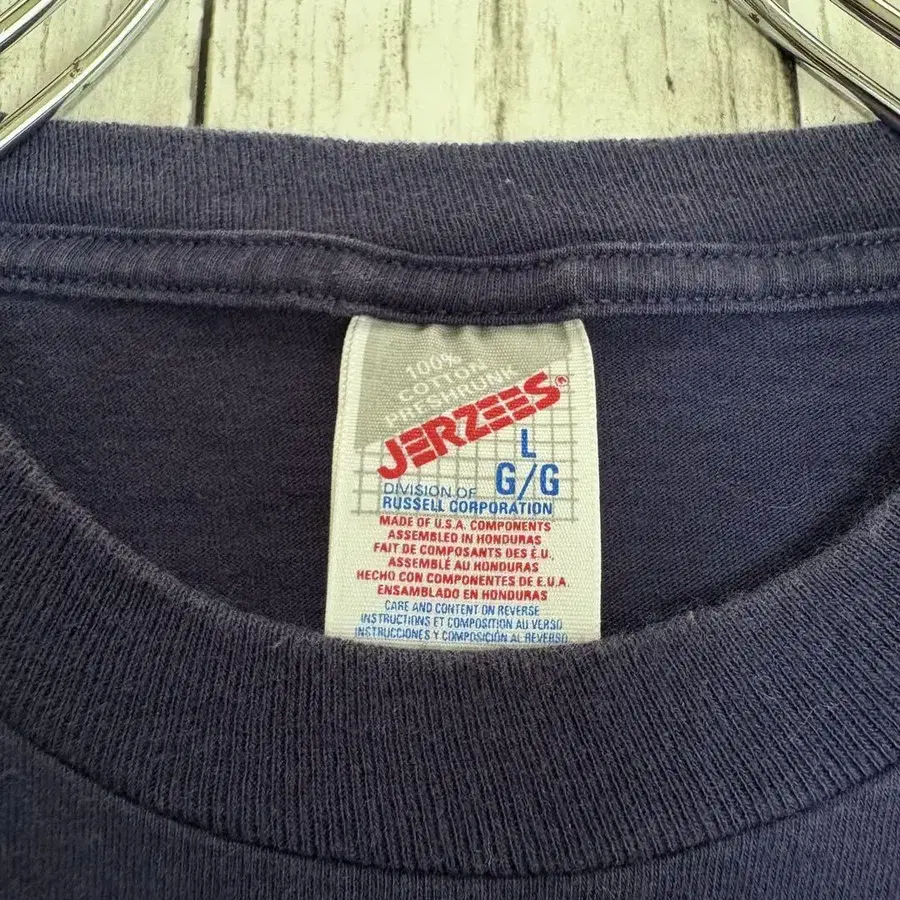 100%
COTTON
PRESHRUNK
JERZEES®
L
G/G
DIVISION OF
RUSSELL CORPORATION
MADE OF U.S.A. COMPONENTS
ASSEMBLED IN HONDURAS
FAIT DE COMPOSANTS DES É.U.,
ASSEMBLÉ AU HONDURAS
HECHO CON COMPONENTES DE E.U.A.
ENSAMBLADO EN HONDURAS
CARE AND CONTENT ON REVERSE
INSTRUCTIONS ET COMPOSITION AU VERSO
INSTRUCCIONES Y COMPOSICIÓN AL REVERSO